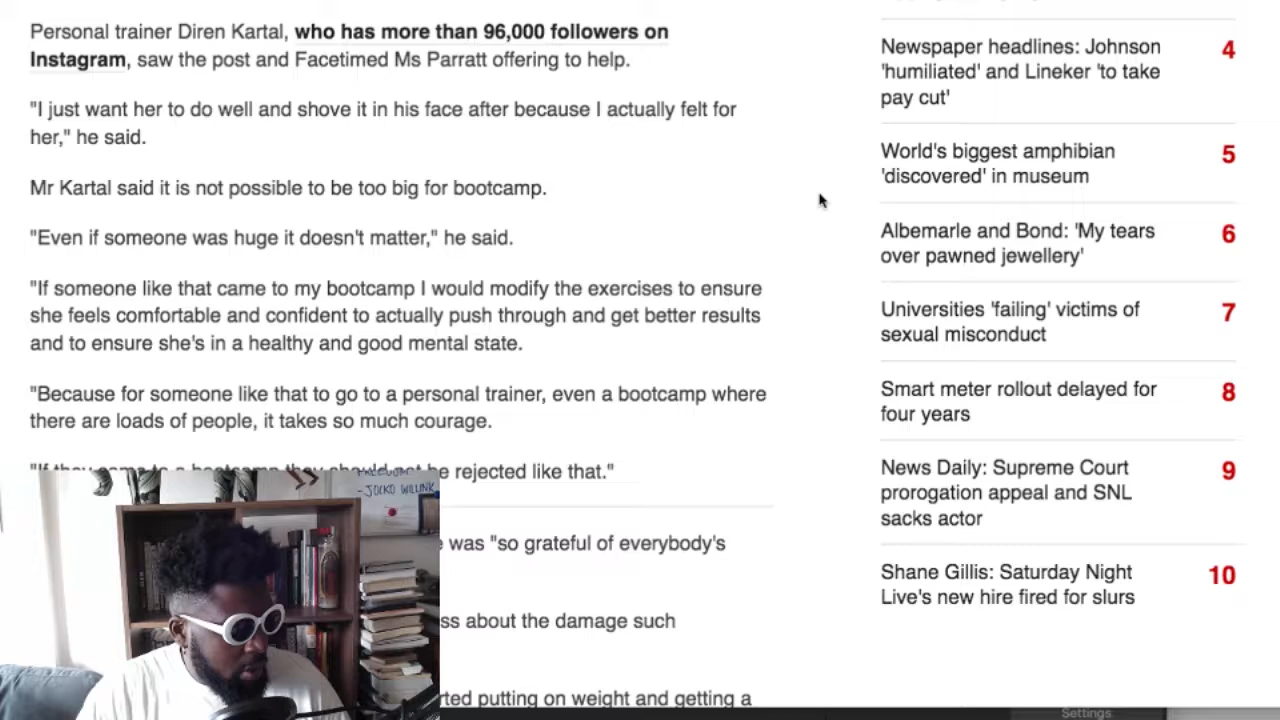 Personal trainer Diren Kartal, who has more than 96,000 followers on
Instagram, saw the post and Facetimed Ms Parratt offering to help.
"I just want her to do well and shove it in his face after because I actually felt for
her," he said.
Mr Kartal said it is not possible to be too big for bootcamp.
"Even if someone was huge it doesn't matter," he said.
"If someone like that came to my bootcamp I would modify the exercises to ensure
she feels comfortable and confident to actually push through and get better results
and to ensure she's in a healthy and good mental state.
"Because for someone like that to go to a personal trainer, even a bootcamp where
there are loads of people, it takes so much courage.
"If they come to a bootcamp they should not be rejected like that."
was "so grateful of everybody's
ss about the damage such
rted putting on weight and getting a
- JOCKO WILLINK
Newspaper headlines: Johnson 4
'humiliated' and Lineker 'to take
pay cut'
World's biggest amphibian 5
'discovered' in museum
Albemarle and Bond: 'My tears 6
over pawned jewellery'
Universities 'failing' victims of 7
sexual misconduct
Smart meter rollout delayed for 8
four years
News Daily: Supreme Court 9
prorogation appeal and SNL
sacks actor
Shane Gillis: Saturday Night 10
Live's new hire fired for slurs
Settings